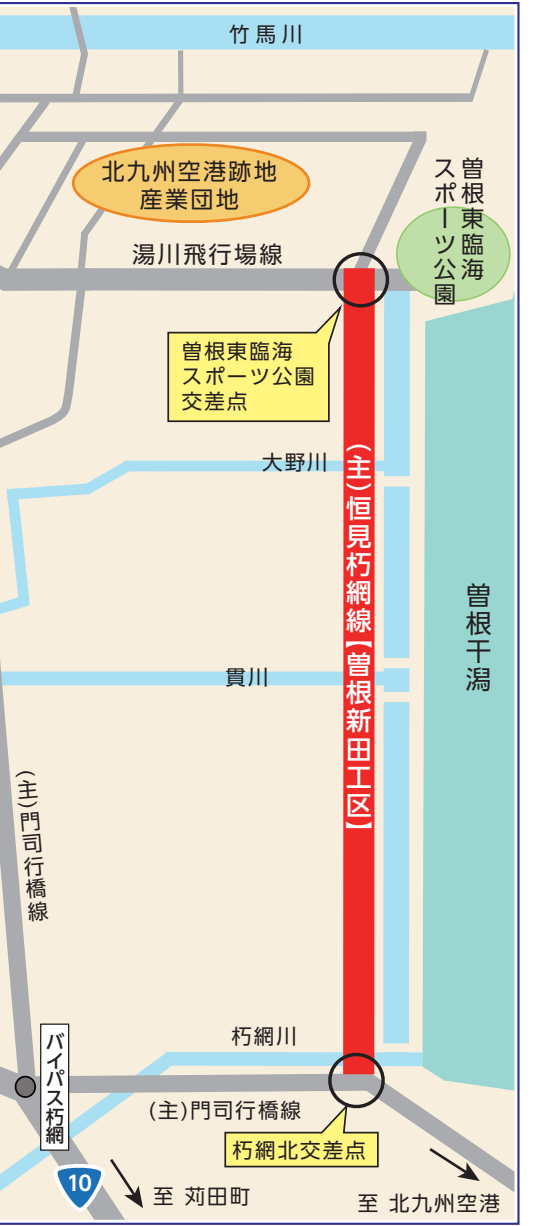 竹馬川
北九州空港跡地
産業団地
曽根東臨海
スポーツ公園
湯川飛行場線
曽根東臨海
スポーツ公園
交差点
大野川
(主)恒見朽網線【曽根新田工区】
曽根干潟
貫川
(主)門司行橋線
朽網川
バイパス朽網
(主)門司行橋線
朽網北交差点
10
至 苅田町
至 北九州空港